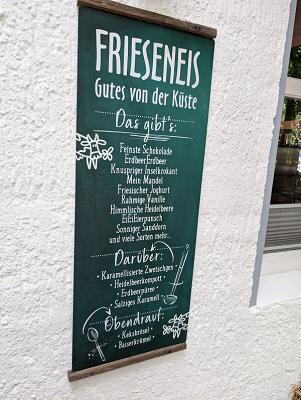 FRIESENEIS
Gutes von der Küste
Das gibt's:
Feinste Schokolade
ErdbeerErdbeer
Knuspriger Inselkrokant
Mein Mandel
Friesischer Joghurt
Rahmige Vanille
Himmlische Heidelbeere
EiEiEierpunsch
Sonniger Sanddorn
und viele Sorten mehr...
Darüber:
• Karamellisierte Zwetschgen •
• Heidelbeerkompott •
• Erdbeerpüree •
• Salziges Karamell •
Obendrauf:
• Keksbrösel •
• Baiserkrümel •